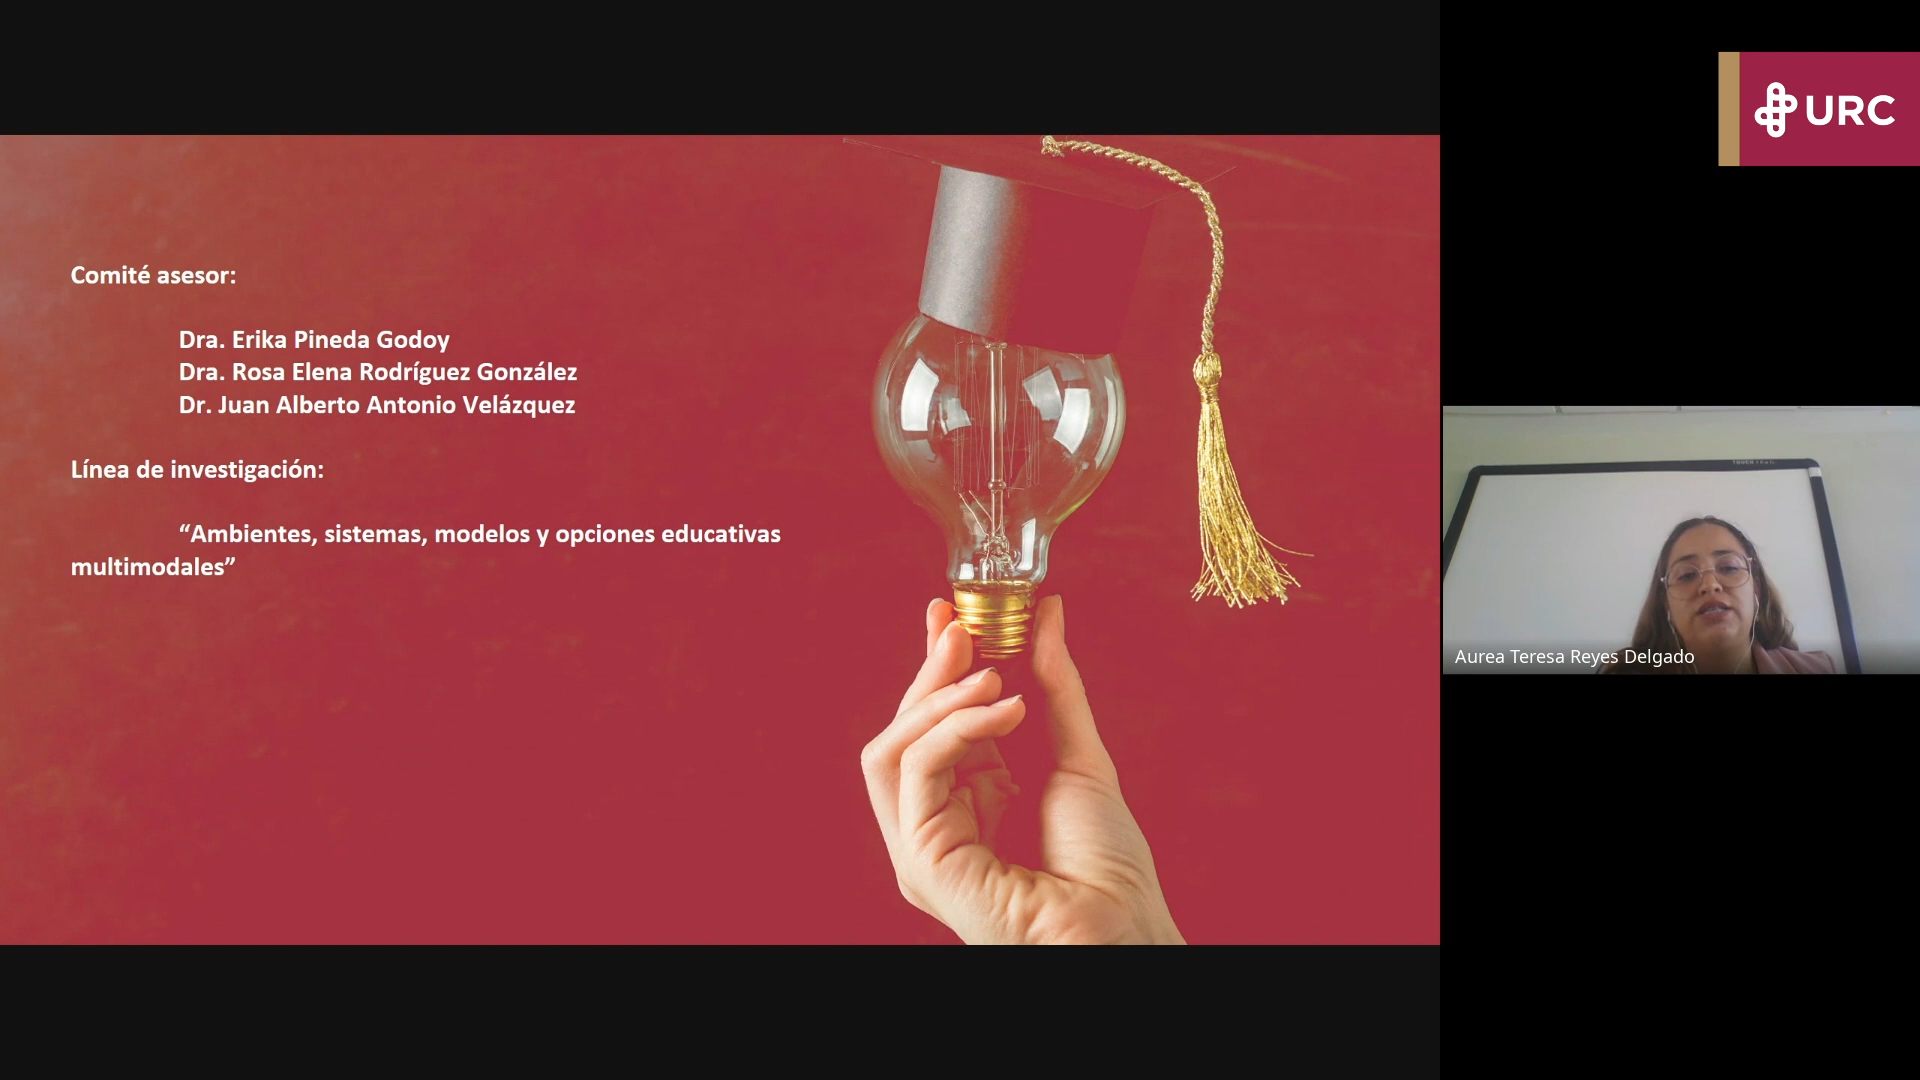 Comité asesor:
Dra. Erika Pineda Godoy
Dra. Rosa Elena Rodríguez González
Dr. Juan Alberto Antonio Velázquez
Línea de investigación:
“Ambientes, sistemas, modelos y opciones educativas
multimodales”
URC
Aurea Teresa Reyes Delgado